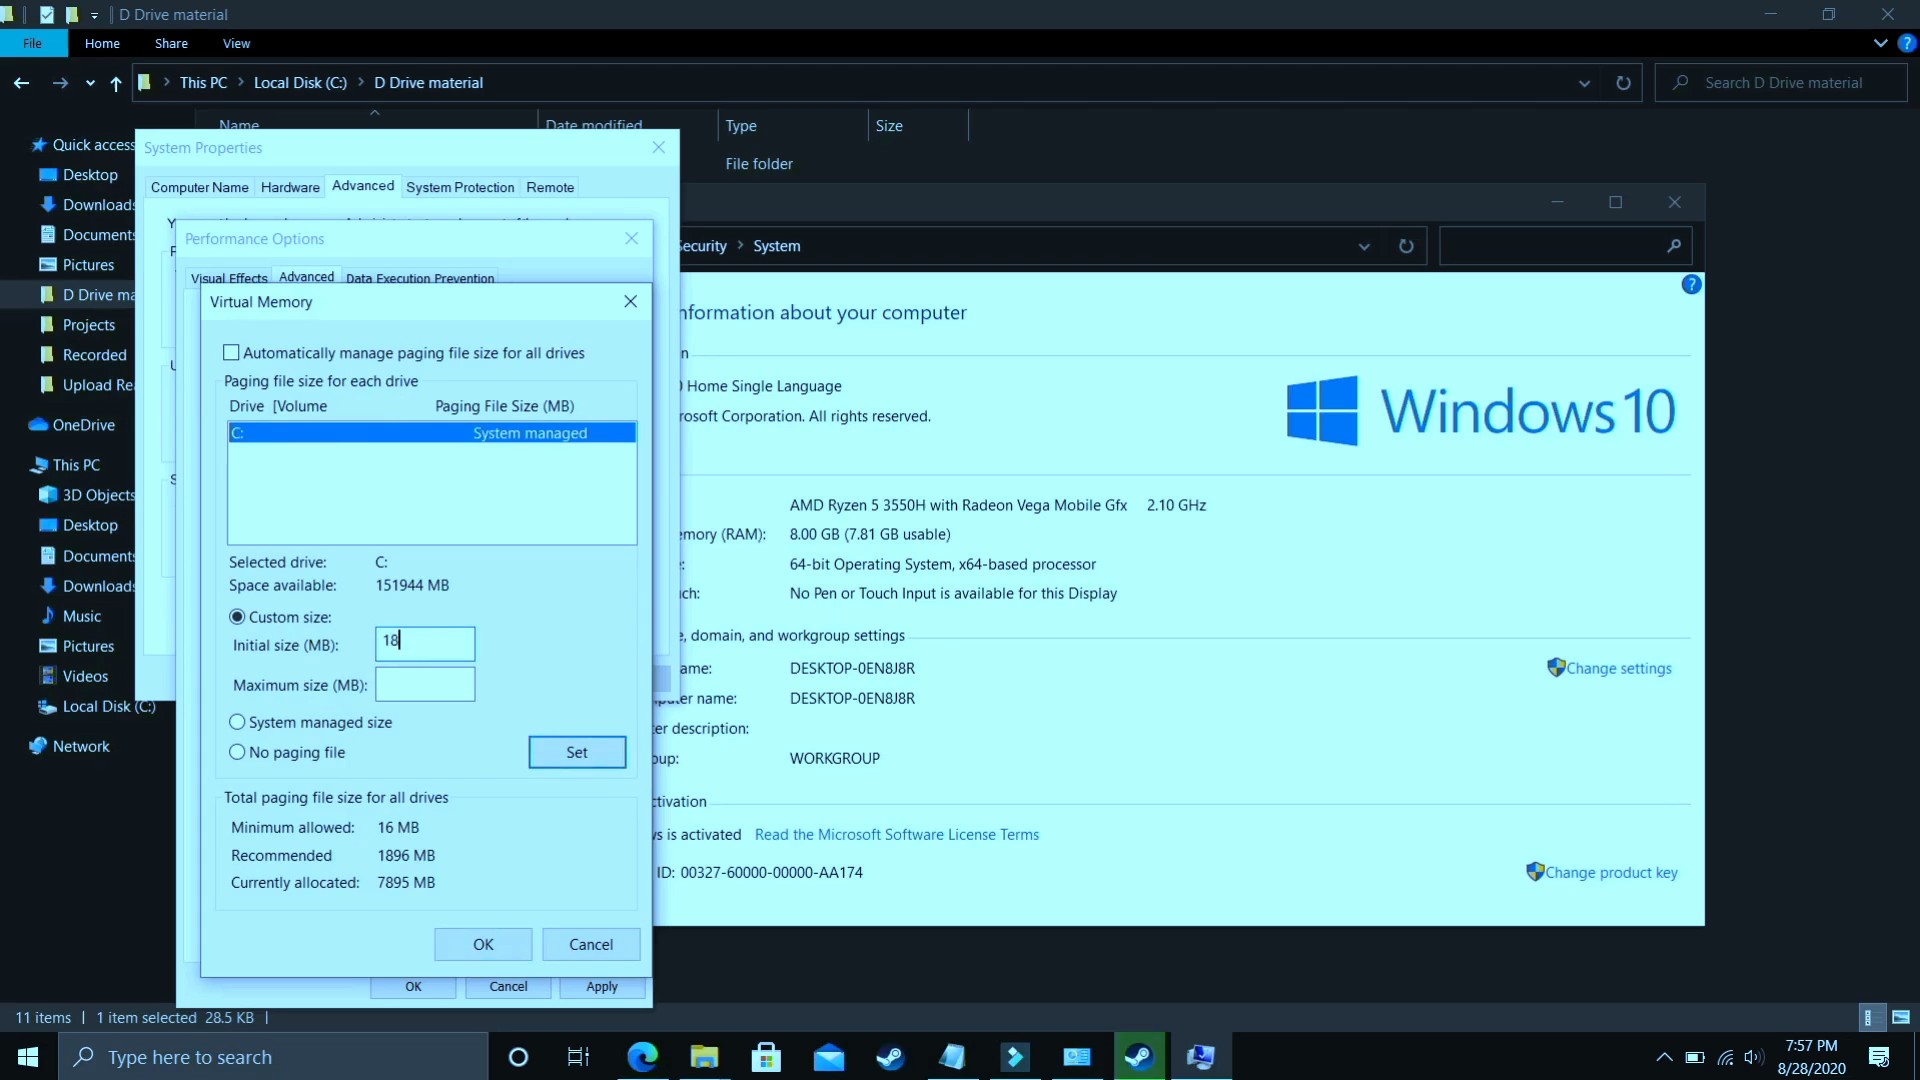 D Drive material
File Home Share View
This PC Local Disk (C:) D Drive material
Search D Drive material
Name Date modified Type Size
File folder
Quick access
Desktop
Downloads
Documents
Pictures
D Drive ma
Projects
Recorded
Upload Re
OneDrive
This PC
3D Objects
Desktop
Documents
Downloads
Music
Pictures
Videos
Local Disk (C:)
Network
System Properties
Computer Name Hardware Advanced System Protection Remote
Performance Options
Visual Effects Advanced Data Execution Prevention
Virtual Memory
Automatically manage paging file size for all drives
Paging file size for each drive
Drive [Volume Paging File Size (MB)
C: System managed
Selected drive: C:
Space available: 151944 MB
Custom size:
Initial size (MB): 18
Maximum size (MB):
System managed size
No paging file
Set
Total paging file size for all drives
Minimum allowed: 16 MB
Recommended 1896 MB
Currently allocated: 7895 MB
OK Cancel
OK Cancel Apply
ecurity System
nformation about your computer
n
0 Home Single Language
rosoft Corporation. All rights reserved.
Windows 10
AMD Ryzen 5 3550H with Radeon Vega Mobile Gfx 2.10 GHz
emory (RAM): 8.00 GB (7.81 GB usable)
e: 64-bit Operating System, x64-based processor
uch: No Pen or Touch Input is available for this Display
e, domain, and workgroup settings
ame: DESKTOP-0EN8J8R
Change settings
uter name: DESKTOP-0EN8J8R
ter description:
oup: WORKGROUP
ctivation
ws is activated Read the Microsoft Software License Terms
ID: 00327-60000-00000-AA174
Change product key
11 items 1 item selected 28.5 KB
Type here to search
7:57 PM
8/28/2020